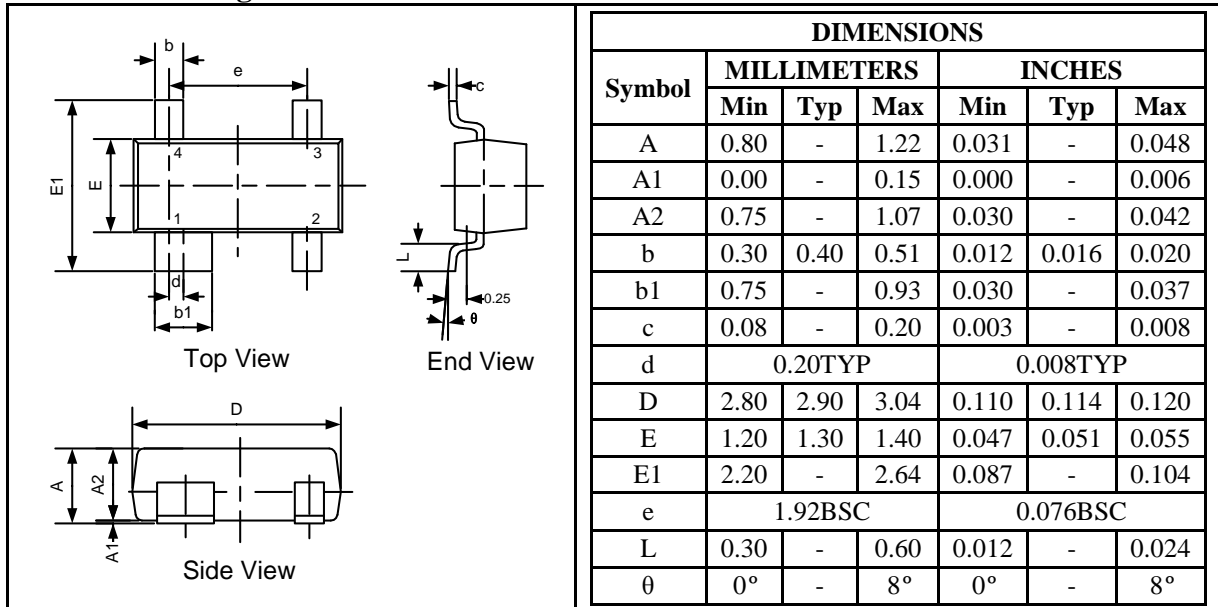 b
e
c
4
3
E1
E
1
2
L
d
b1
0.25
θ
Top View
End View
D
A
A2
A1
Side View
DIMENSIONS
Symbol MILLIMETERS INCHES
Min Typ Max Min Typ Max
A 0.80 - 1.22 0.031 - 0.048
A1 0.00 - 0.15 0.000 - 0.006
A2 0.75 - 1.07 0.030 - 0.042
b 0.30 0.40 0.51 0.012 0.016 0.020
b1 0.75 - 0.93 0.030 - 0.037
c 0.08 - 0.20 0.003 - 0.008
d 0.20TYP 0.008TYP
D 2.80 2.90 3.04 0.110 0.114 0.120
E 1.20 1.30 1.40 0.047 0.051 0.055
E1 2.20 - 2.64 0.087 - 0.104
e 1.92BSC 0.076BSC
L 0.30 - 0.60 0.012 - 0.024
θ 0° - 8° 0° - 8°